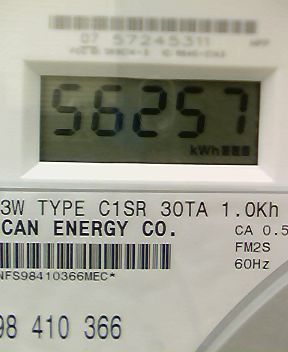 07 57245311
56257
kWh
3W TYPE C1SR 30TA 1.0Kh
CAN ENERGY CO.
CA 0.5
FM2S
60Hz
NFS98410366MEC*
98 410 366